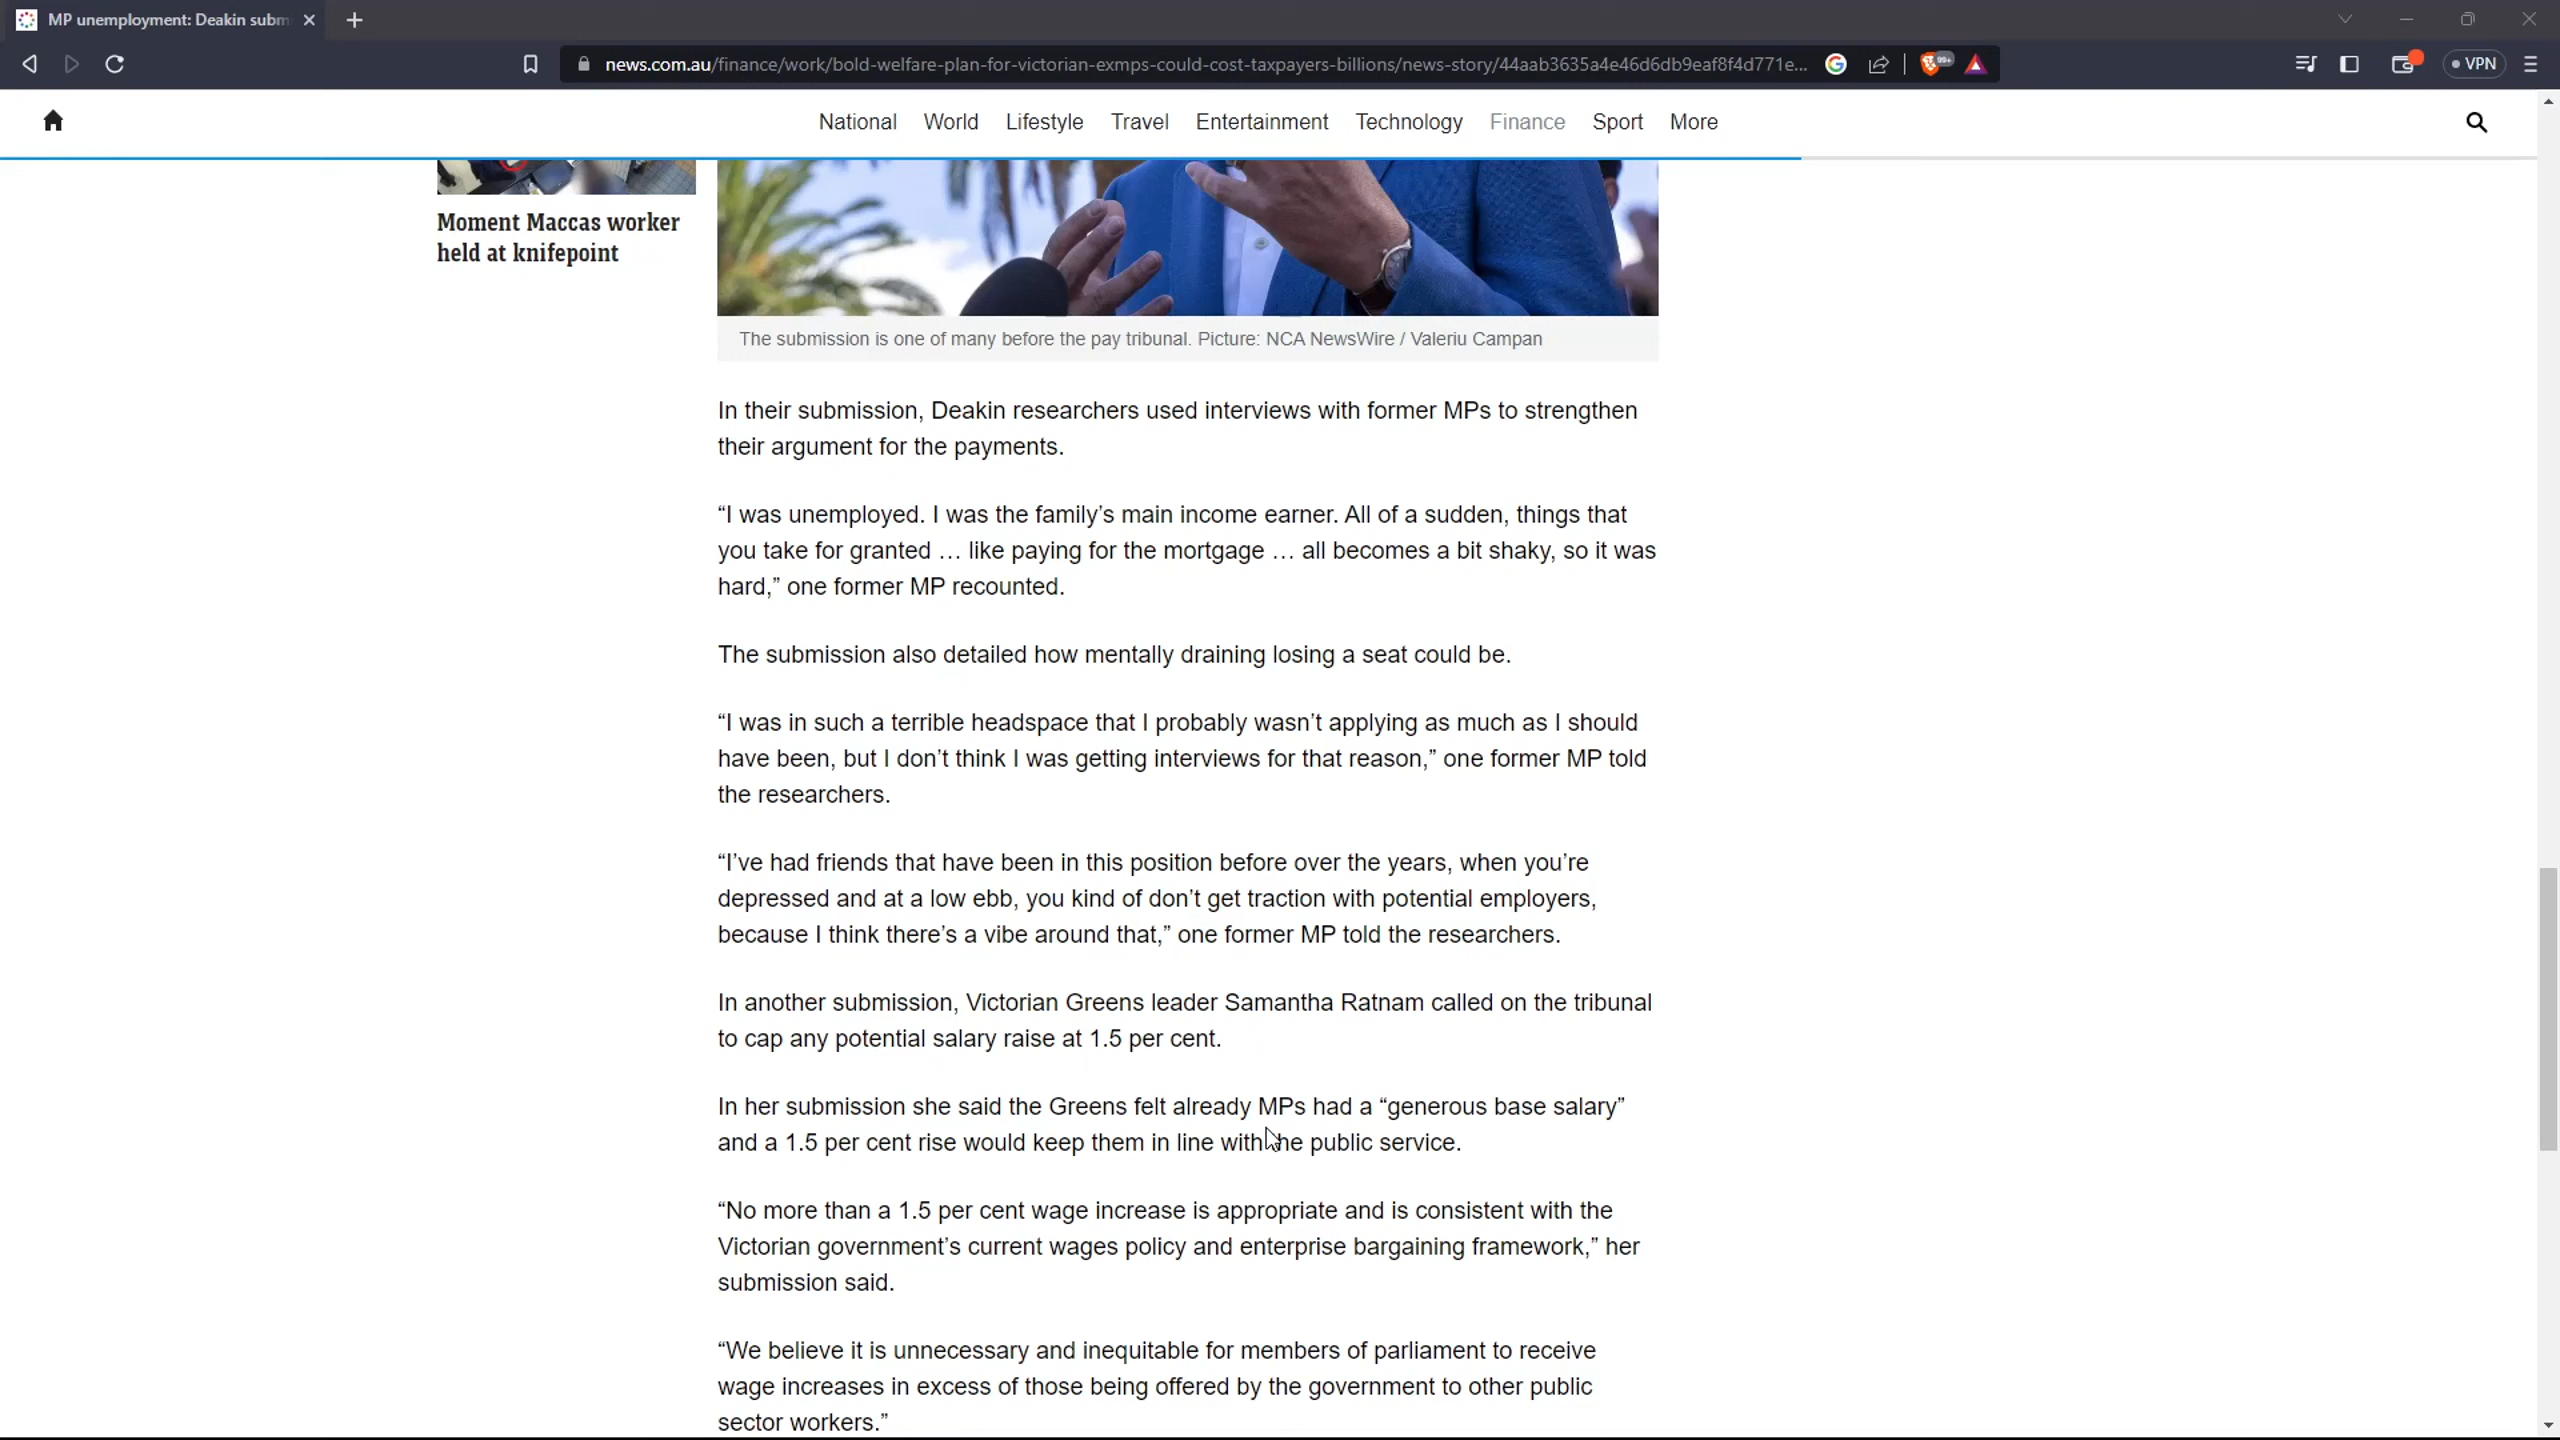 MP unemployment: Deakin subm
news.com.au/finance/work/bold-welfare-plan-for-victorian-exmps-could-cost-taxpayers-billions/news-story/44aab3635a4e46d6db9eaf8f4d771e...
99+
VPN
National World Lifestyle Travel Entertainment Technology Finance Sport More
Moment Maccas worker
held at knifepoint
The submission is one of many before the pay tribunal. Picture: NCA NewsWire / Valeriu Campan
In their submission, Deakin researchers used interviews with former MPs to strengthen
their argument for the payments.
“I was unemployed. I was the family’s main income earner. All of a sudden, things that
you take for granted … like paying for the mortgage … all becomes a bit shaky, so it was
hard,” one former MP recounted.
The submission also detailed how mentally draining losing a seat could be.
“I was in such a terrible headspace that I probably wasn’t applying as much as I should
have been, but I don’t think I was getting interviews for that reason,” one former MP told
the researchers.
“I’ve had friends that have been in this position before over the years, when you’re
depressed and at a low ebb, you kind of don’t get traction with potential employers,
because I think there’s a vibe around that,” one former MP told the researchers.
In another submission, Victorian Greens leader Samantha Ratnam called on the tribunal
to cap any potential salary raise at 1.5 per cent.
In her submission she said the Greens felt already MPs had a “generous base salary”
and a 1.5 per cent rise would keep them in line with the public service.
“No more than a 1.5 per cent wage increase is appropriate and is consistent with the
Victorian government’s current wages policy and enterprise bargaining framework,” her
submission said.
“We believe it is unnecessary and inequitable for members of parliament to receive
wage increases in excess of those being offered by the government to other public
sector workers.”